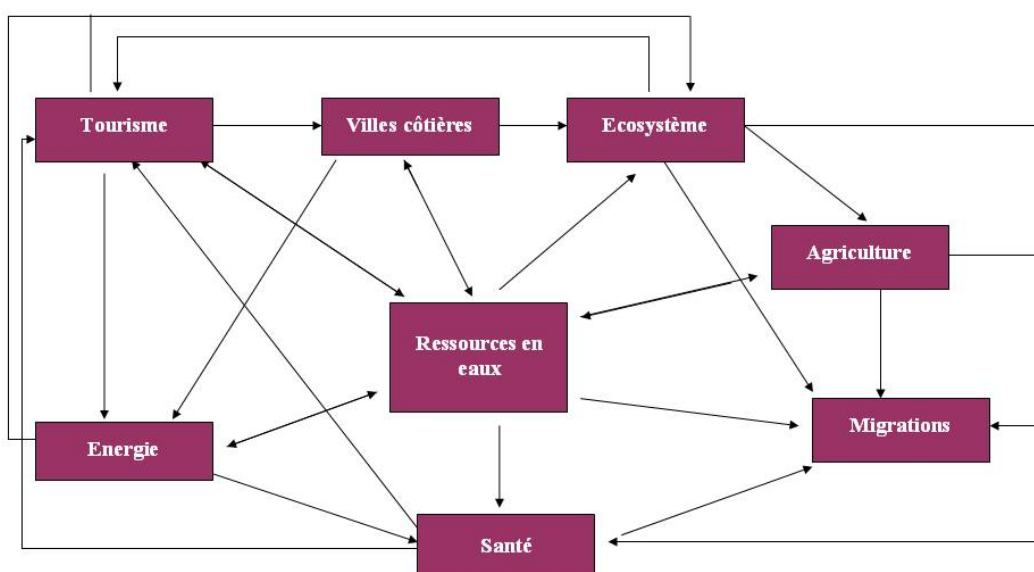 Tourisme
Villes côtières
Ecosystème
Agriculture
Ressources en
eaux
Migrations
Energie
Santé